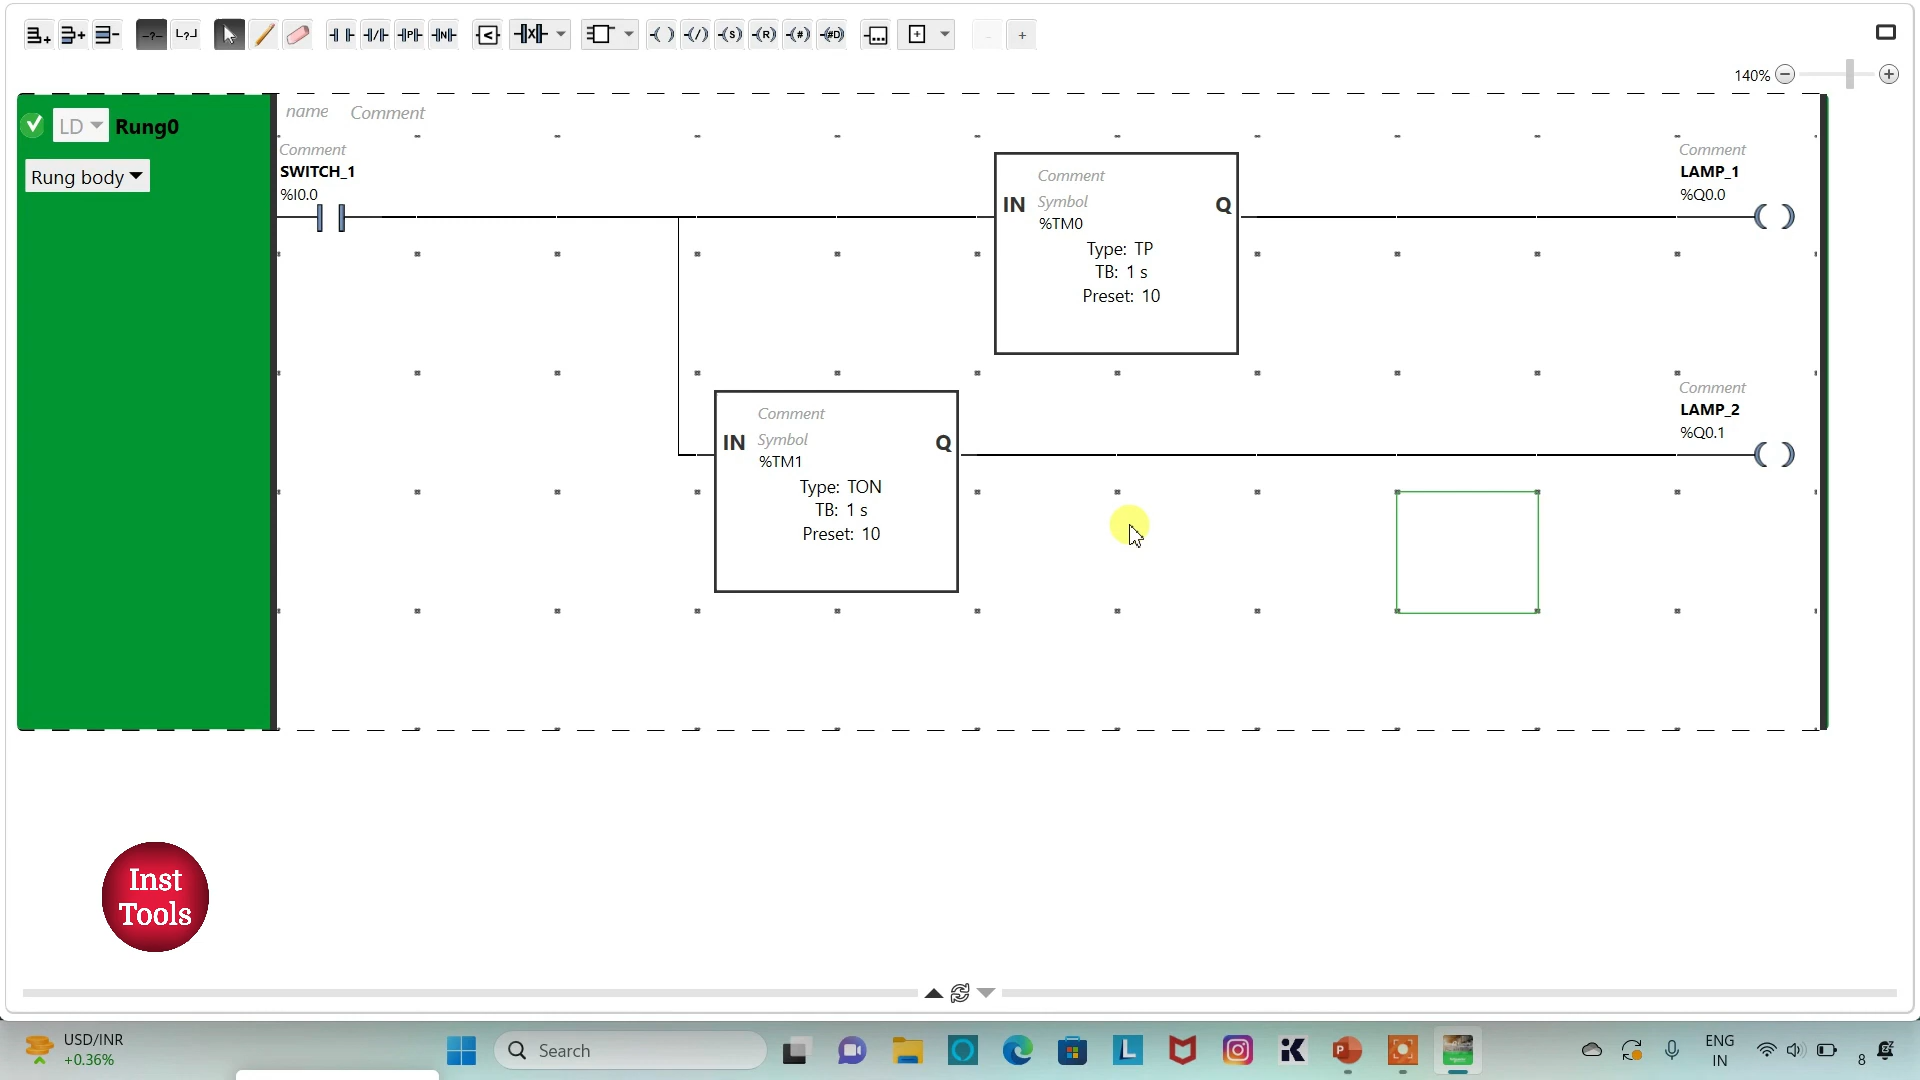 140%
name Comment
LD Rung0
Rung body
Comment
SWITCH_1
%I0.0
Comment
IN Symbol Q
%TM0
Type: TP
TB: 1 s
Preset: 10
Comment
LAMP_1
%Q0.0
Comment
IN Symbol Q
%TM1
Type: TON
TB: 1 s
Preset: 10
Comment
LAMP_2
%Q0.1
Inst
Tools
USD/INR
+0.36%
Search
ENG
IN
8